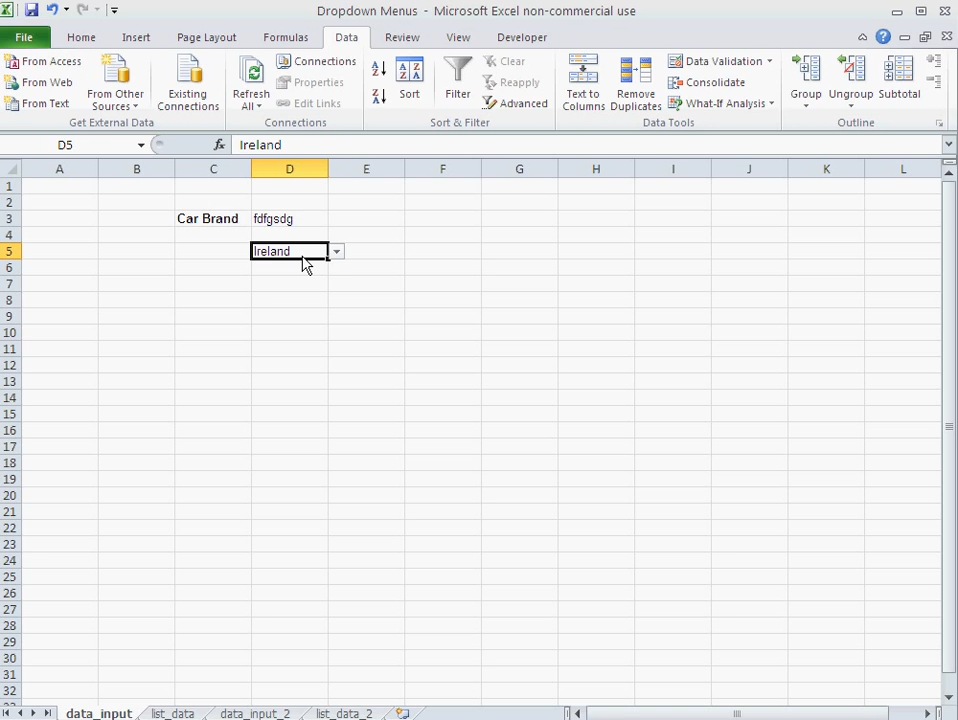 Dropdown Menus - Microsoft Excel non-commercial use
File Home Insert Page Layout Formulas Data Review View Developer
From Access
From Web
From Text
From Other Sources
Existing Connections
Get External Data
Refresh All
Connections
Properties
Edit Links
Connections
Sort
Filter
Clear
Reapply
Advanced
Sort & Filter
Text to Columns
Remove Duplicates
Data Validation
Consolidate
What-If Analysis
Data Tools
Group
Ungroup
Subtotal
Outline
D5 fx Ireland
A B C D E F G H I J K L
1
2
3 Car Brand fdfgsdg
4
5 Ireland
6
7
8
9
10
11
12
13
14
15
16
17
18
19
20
21
22
23
24
25
26
27
28
29
30
31
32
data_input list_data data_input_2 list_data_2